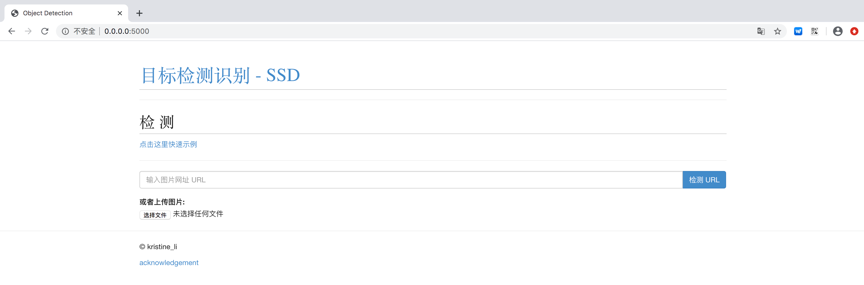 Object Detection
不安全 0.0.0.0:5000
目标检测识别 - SSD
检 测
点击这里快速示例
输入图片网址 URL 检测 URL
或者上传图片:
选择文件 未选择任何文件
© kristine_li
acknowledgement